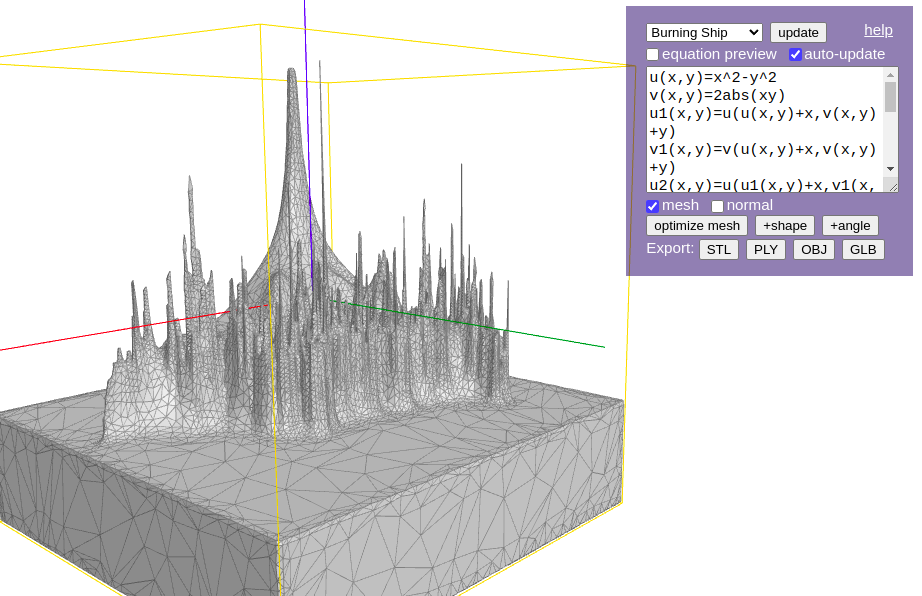 Burning Ship update help
equation preview auto-update
u(x,y)=x^2-y^2
v(x,y)=2abs(xy)
u1(x,y)=u(u(x,y)+x,v(x,y)
+y)
v1(x,y)=v(u(x,y)+x,v(x,y)
+y)
u2(x,y)=u(u1(x,y)+x,v1(x,
mesh normal
optimize mesh +shape +angle
Export: STL PLY OBJ GLB